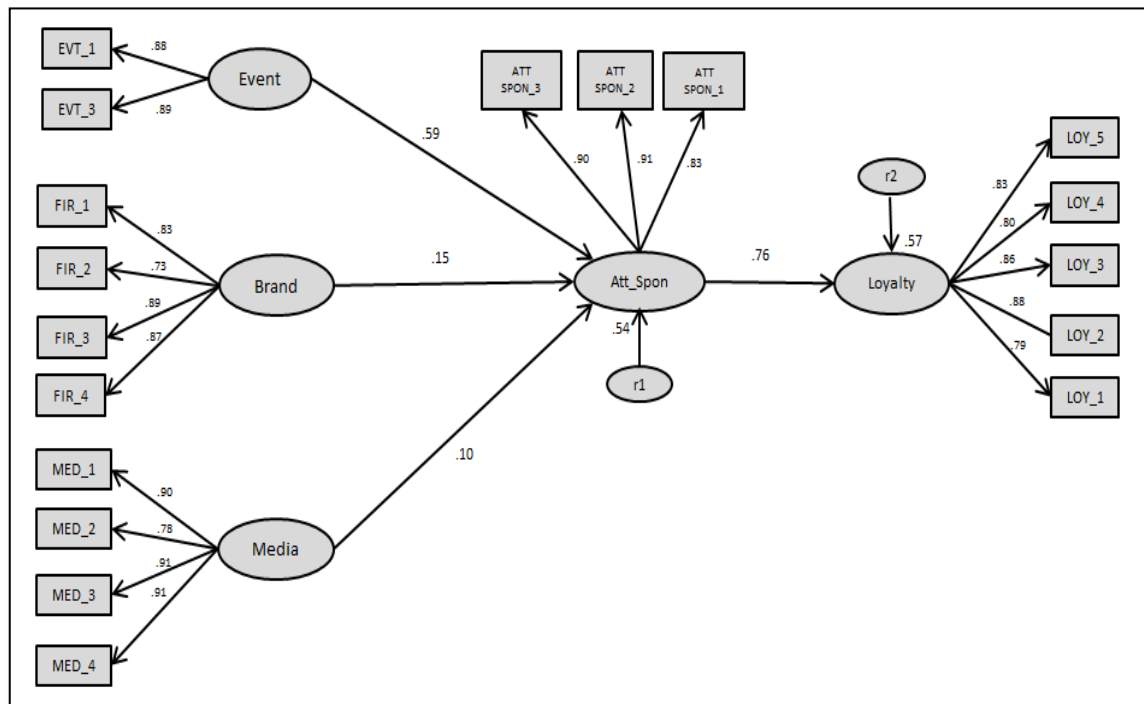 EVT_1
.88
Event
EVT_3
.89
ATT
SPON_3
ATT
SPON_2
ATT
SPON_1
.90
.91
.83
.59
FIR_1
.83
FIR_2
.73
Brand
FIR_3
.89
FIR_4
.87
.15
Att_Spon
.54
r1
.76
r2
.57
Loyalty
LOY_5
.83
LOY_4
.80
LOY_3
.86
LOY_2
.88
LOY_1
.79
MED_1
.90
MED_2
.78
Media
MED_3
.91
MED_4
.91
.10